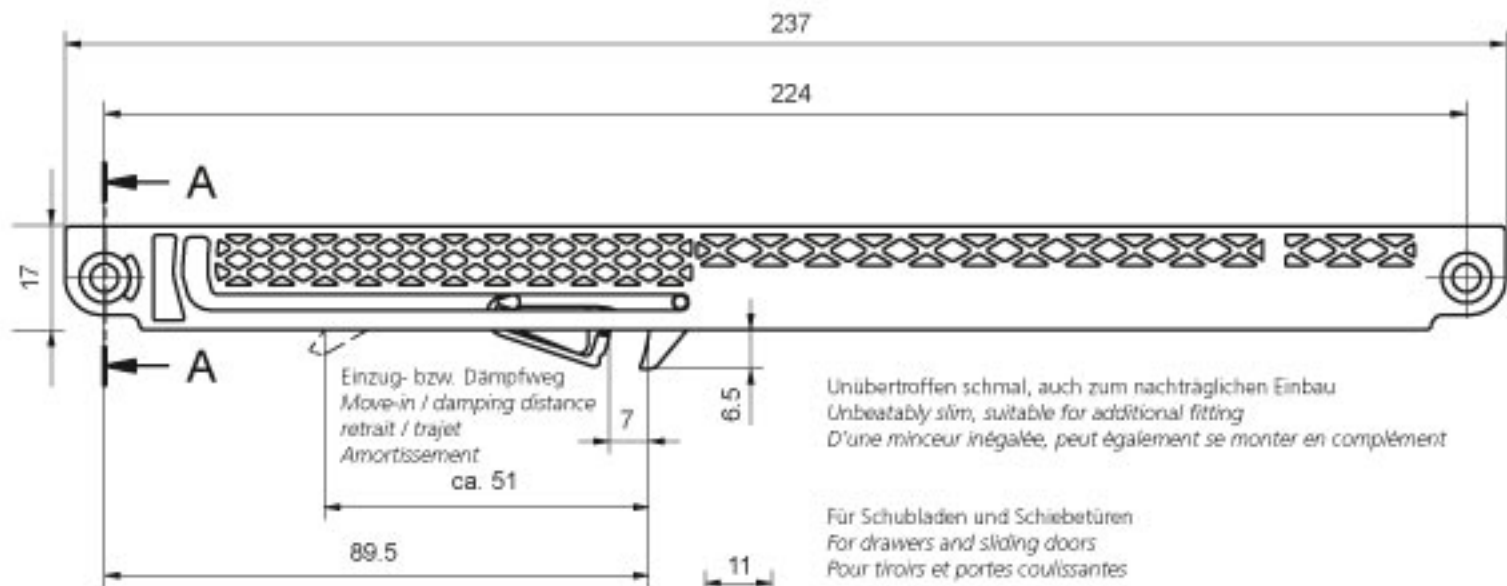 237
224
A
17
A
Einzug- bzw. Dämpfweg
Move-in / damping distance
retrait / trajet
Amortissement
7
6.5
Unübertroffen schmal, auch zum nachträglichen Einbau
Unbeatably slim, suitable for additional fitting
D'une minceur inégalée, peut également se monter en complément
ca. 51
89.5
Für Schubladen und Schiebetüren
For drawers and sliding doors
Pour tiroirs et portes coulissantes
11